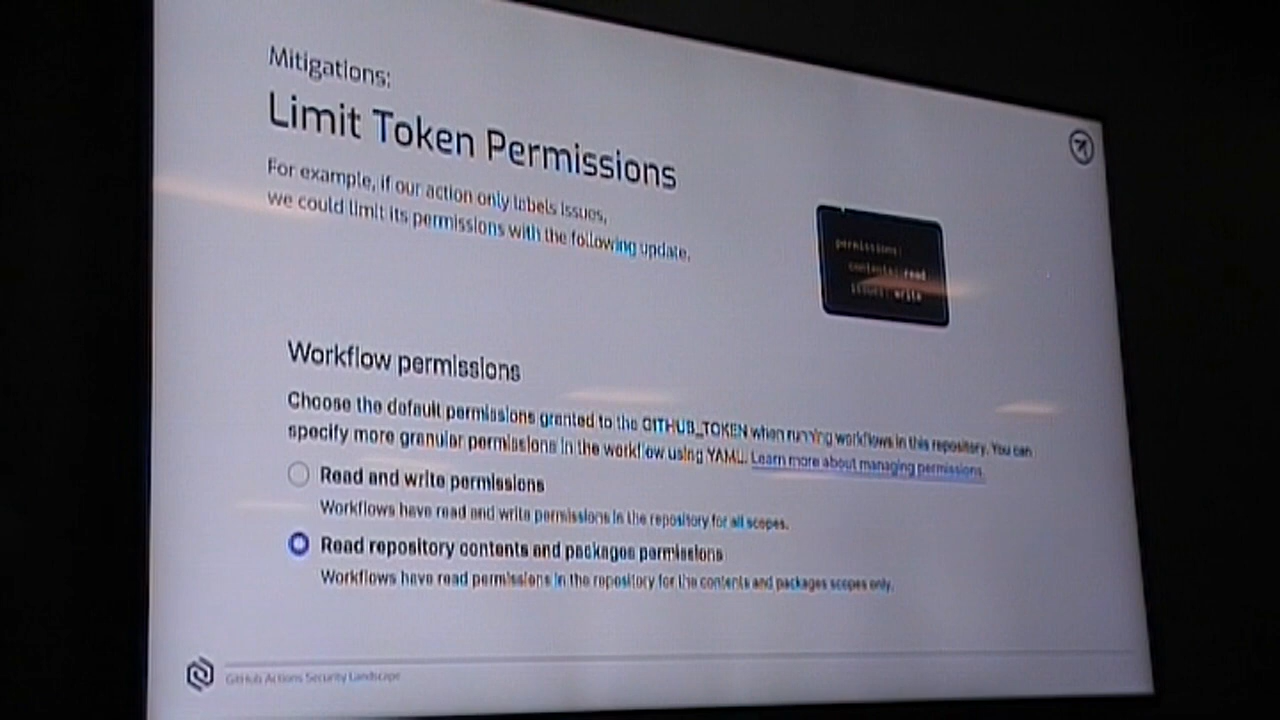 Mitigations:
Limit Token Permissions
For example, if our action only labels issues,
we could limit its permissions with the following update.
permissions:
contents: read
issues: write
Workflow permissions
Choose the default permissions granted to the GITHUB_TOKEN when running workflows in this repository. You can
specify more granular permissions in the workflow using YAML. Learn more about managing permissions.
Read and write permissions
Workflows have read and write permissions in the repository for all scopes.
Read repository contents and packages permissions
Workflows have read permissions in the repository for the contents and packages scopes only.
GitHub Actions Security Landscape